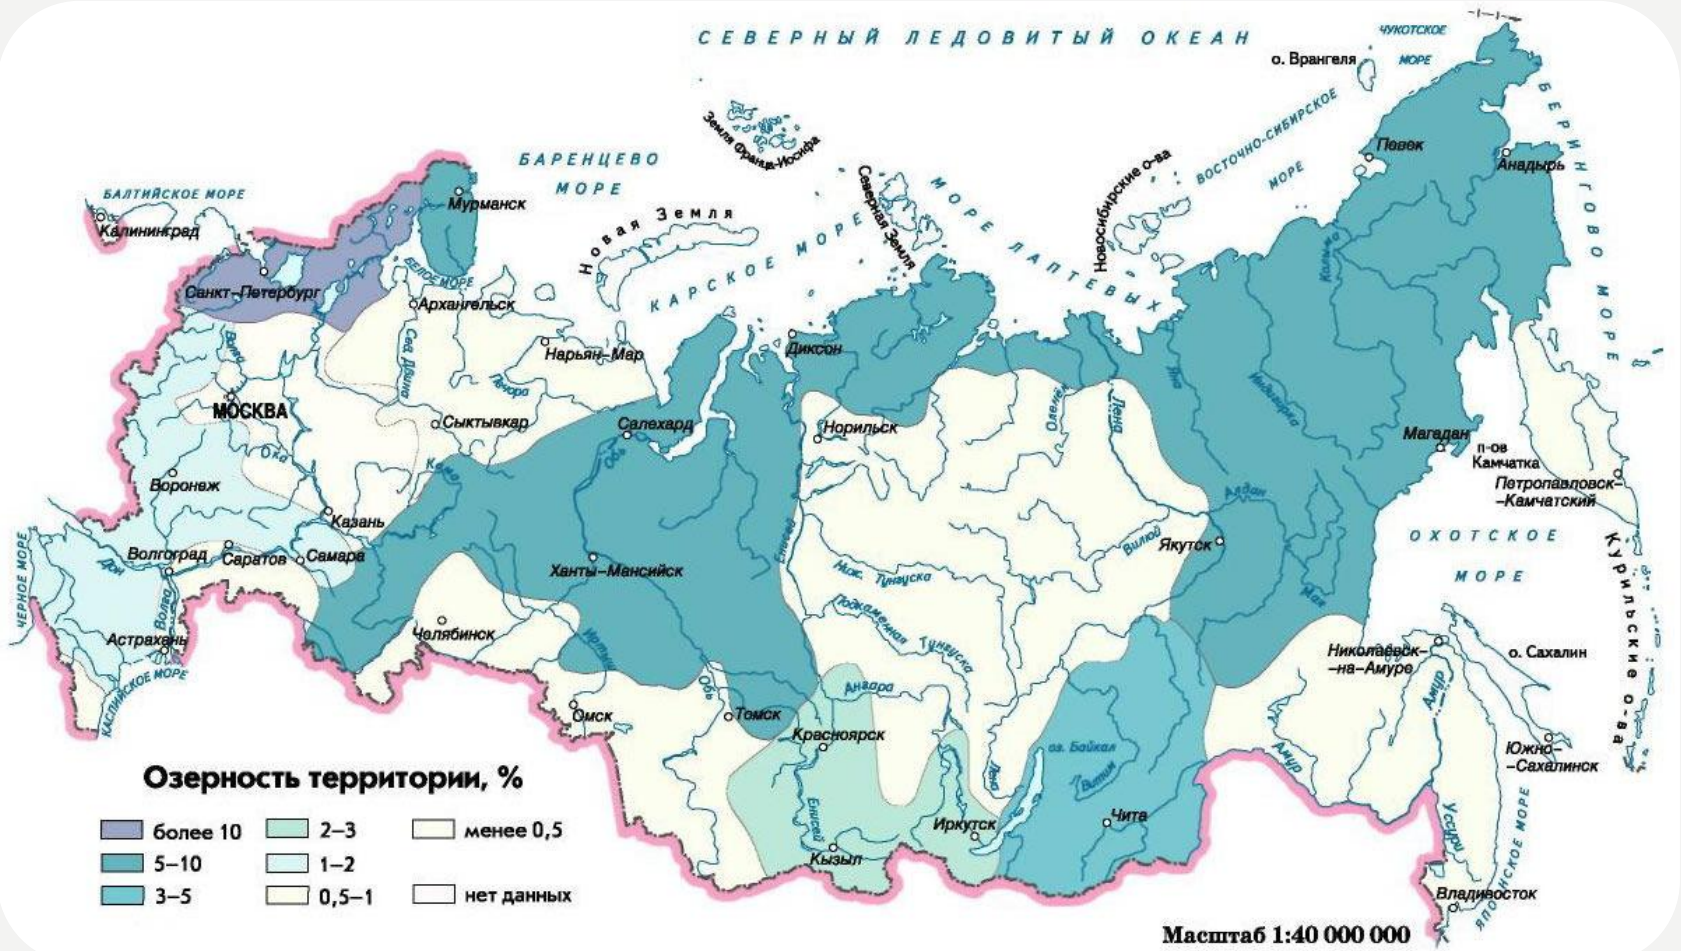 СЕВЕРНЫЙ ЛЕДОВИТЫЙ ОКЕАН
ЧУКОТСКОЕ
МОРЕ
о. Врангеля
БЕРИНГОВО МОРЕ
Земля Франца-Иосифа
ВОСТОЧНО-СИБИРСКОЕ
МОРЕ
Певек
Анадырь
БАРЕНЦЕВО
МОРЕ
Северная Земля
МОРЕ ЛАПТЕВЫХ
Новосибирские о-ва
БАЛТИЙСКОЕ МОРЕ
Калининград
Мурманск
Новая Земля
КАРСКОЕ МОРЕ
Колыма
БЕЛОЕ МОРЕ
Санкт-Петербург
Архангельск
Волга
Сев. Двина
Нарьян-Мар
Печора
Диксон
Яна
Индигирка
Оленёк
Лена
МОСКВА
Сыктывкар
Салехард
Норильск
Магадан
п-ов
Камчатка
Петропавловск-
-Камчатский
Ока
Кама
Обь
Воронеж
Алдан
Казань
Енисей
Вилюй
Якутск
ОХОТСКОЕ
МОРЕ
Курильские о-ва
ЧЕРНОЕ МОРЕ
Дон
Волгоград
Саратов
Самара
Ханты-Мансийск
Ниж. Тунгуска
Подкаменная Тунгуска
Мая
Волга
Астрахань
КАСПИЙСКОЕ МОРЕ
Челябинск
Иртыш
Обь
Ангара
Николаевск-
-на-Амуре
о. Сахалин
Амур
Омск
Томск
Красноярск
оз. Байкал
Витим
Лена
Амур
Южно-
-Сахалинск
Енисей
Иркутск
Чита
Кызыл
Уссури
ЯПОНСКОЕ МОРЕ
Владивосток
Озерность территории, %
более 10
2–3
менее 0,5
5–10
1–2
3–5
0,5–1
нет данных
Масштаб 1:40 000 000